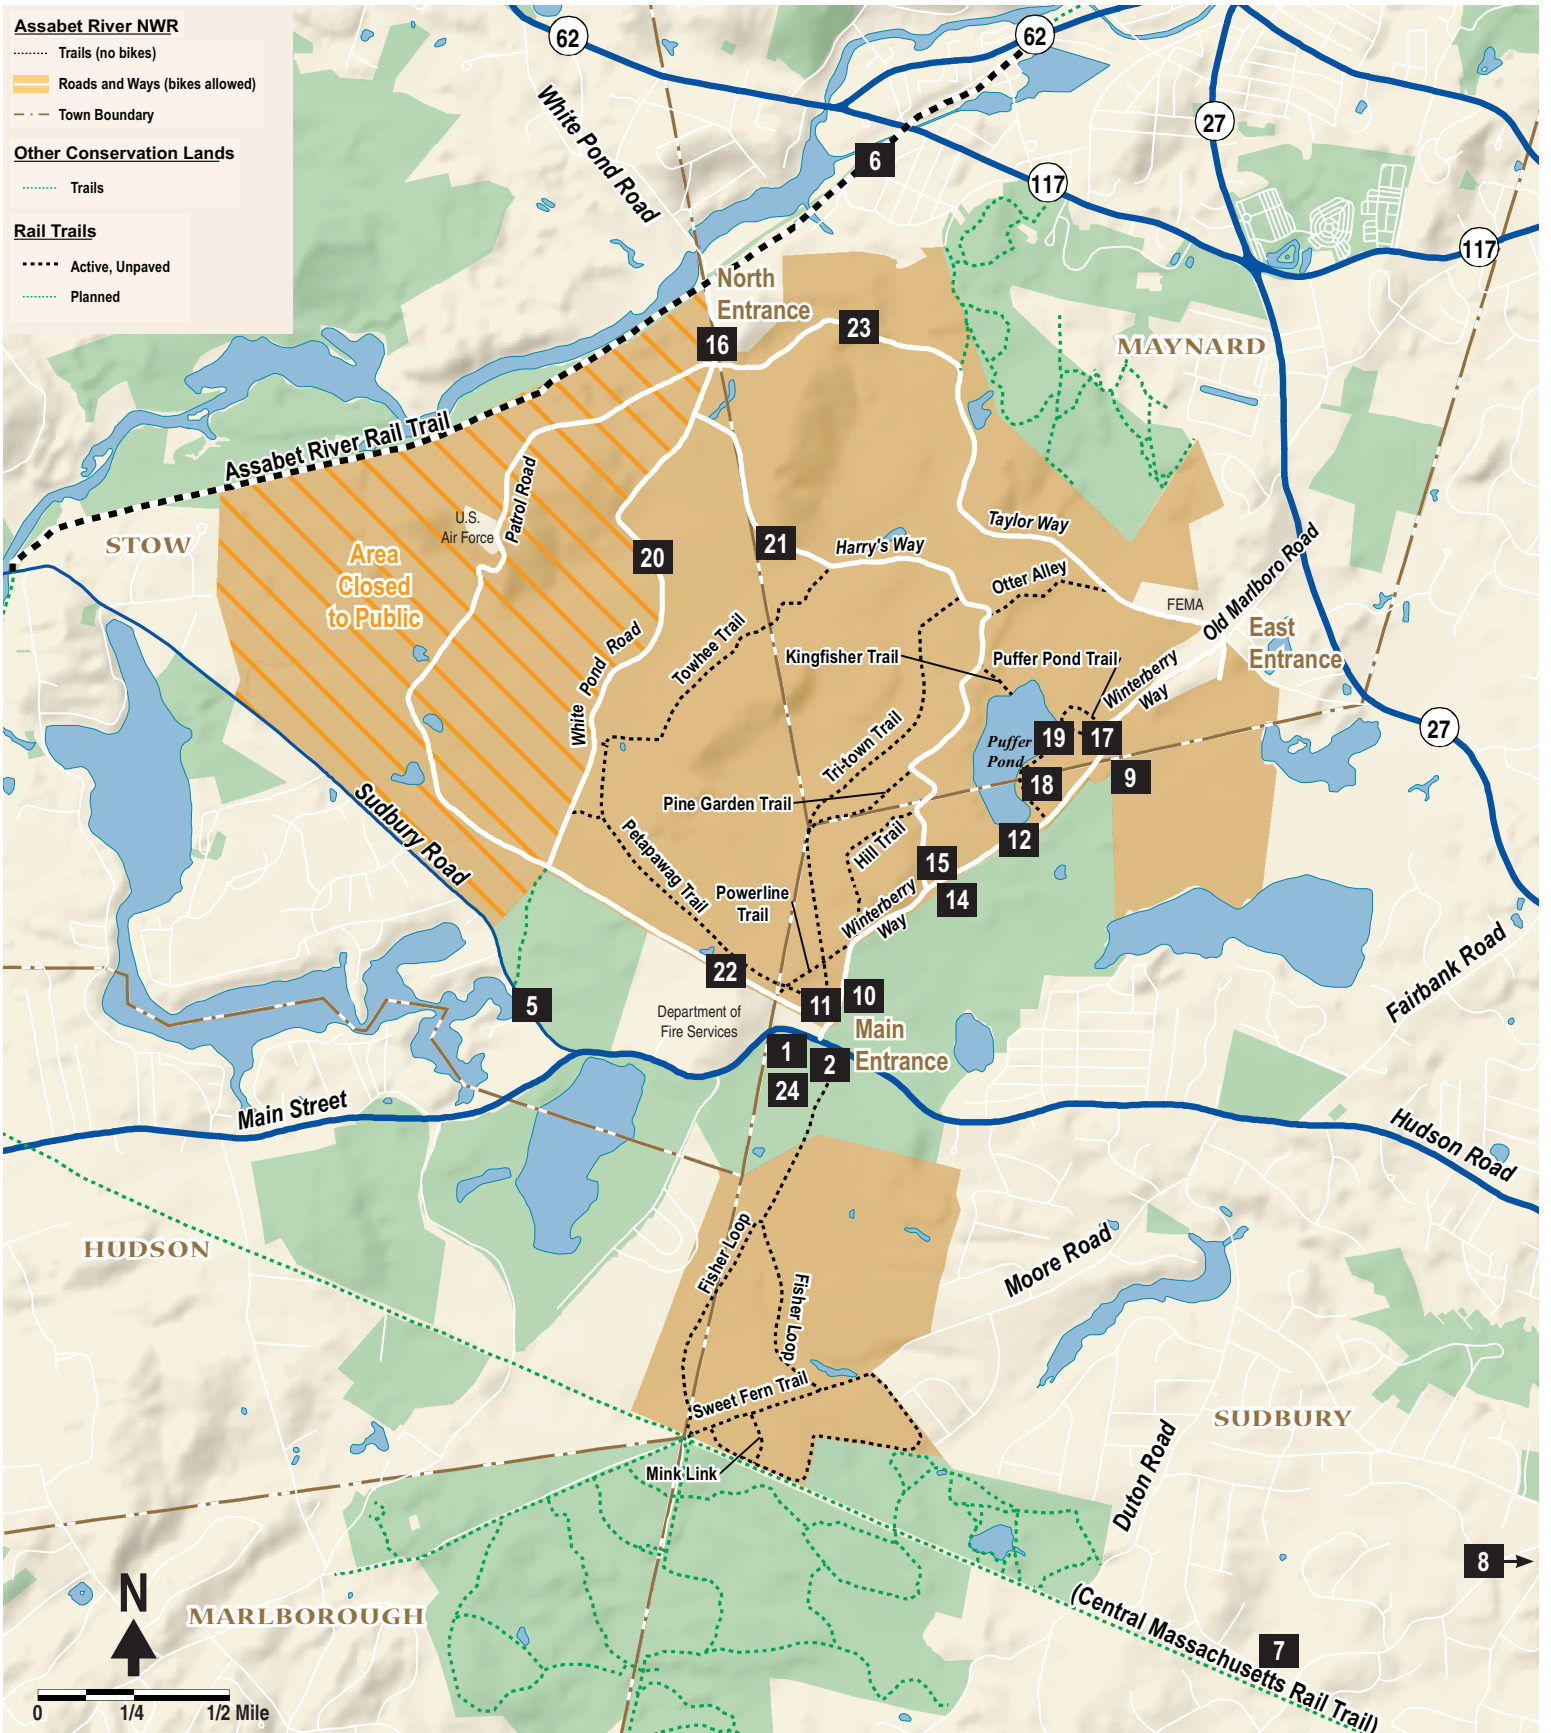 Assabet River NWR
Trails (no bikes)
Roads and Ways (bikes allowed)
Town Boundary
Other Conservation Lands
Trails
Rail Trails
Active, Unpaved
Planned
62
62
27
117
117
White Pond Road
6
North
Entrance
16
23
MAYNARD
Assabet River Rail Trail
STOW
U.S.
Air Force
Patrol Road
Area
Closed
to Public
20
21
Harry's Way
Taylor Way
Otter Alley
FEMA
Old Marlboro Road
East
Entrance
Towhee Trail
Kingfisher Trail
Puffer Pond Trail
Winterberry
Way
White Pond Road
Tri-town Trail
Puffer
Pond
19
17
27
18
9
Pine Garden Trail
Sudbury Road
Petapawag Trail
Hill Trail
12
15
14
Powerline
Trail
Winterberry
Way
Fairbank Road
22
5
11
10
Department of
Fire Services
Main
Entrance
1
2
24
Main Street
Hudson Road
HUDSON
Fisher Loop
Fisher Loop
Moore Road
Sweet Fern Trail
SUDBURY
Mink Link
Duton Road
8
N
MARLBOROUGH
(Central Massachusetts Rail Trail)
7
0
1/4
1/2 Mile